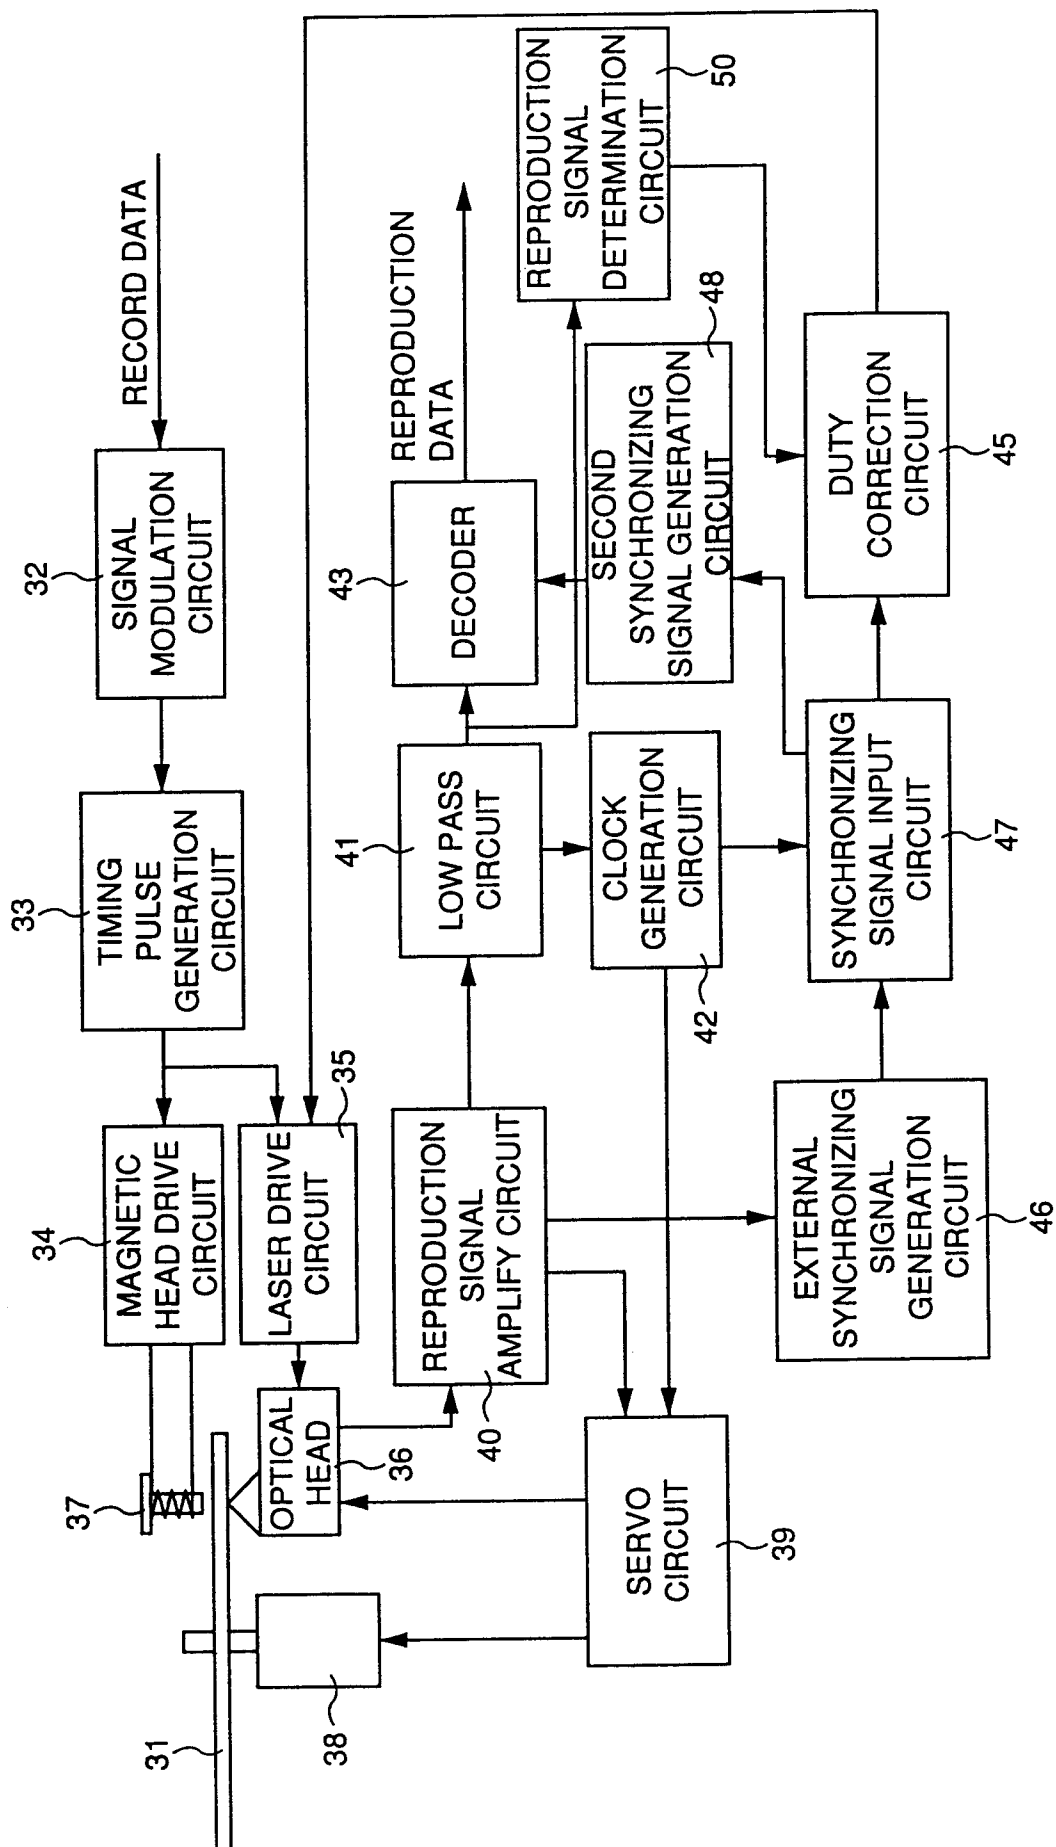 RECORD DATA
32
SIGNAL
MODULATION
CIRCUIT
33
TIMING
PULSE
GENERATION
CIRCUIT
34
MAGNETIC
HEAD DRIVE
CIRCUIT
35
LASER DRIVE
CIRCUIT
37
OPTICAL
HEAD
36
31
38
REPRODUCTION
DATA
43
DECODER
41
LOW PASS
CIRCUIT
REPRODUCTION
SIGNAL
AMPLIFY CIRCUIT
40
REPRODUCTION
SIGNAL
DETERMINATION
CIRCUIT
50
SECOND
SYNCHRONIZING
SIGNAL GENERATION
CIRCUIT
48
CLOCK
GENERATION
CIRCUIT
42
SERVO
CIRCUIT
39
DUTY
CORRECTION
CIRCUIT
45
SYNCHRONIZING
SIGNAL INPUT
CIRCUIT
47
EXTERNAL
SYNCHRONIZING
SIGNAL
GENERATION
CIRCUIT
46